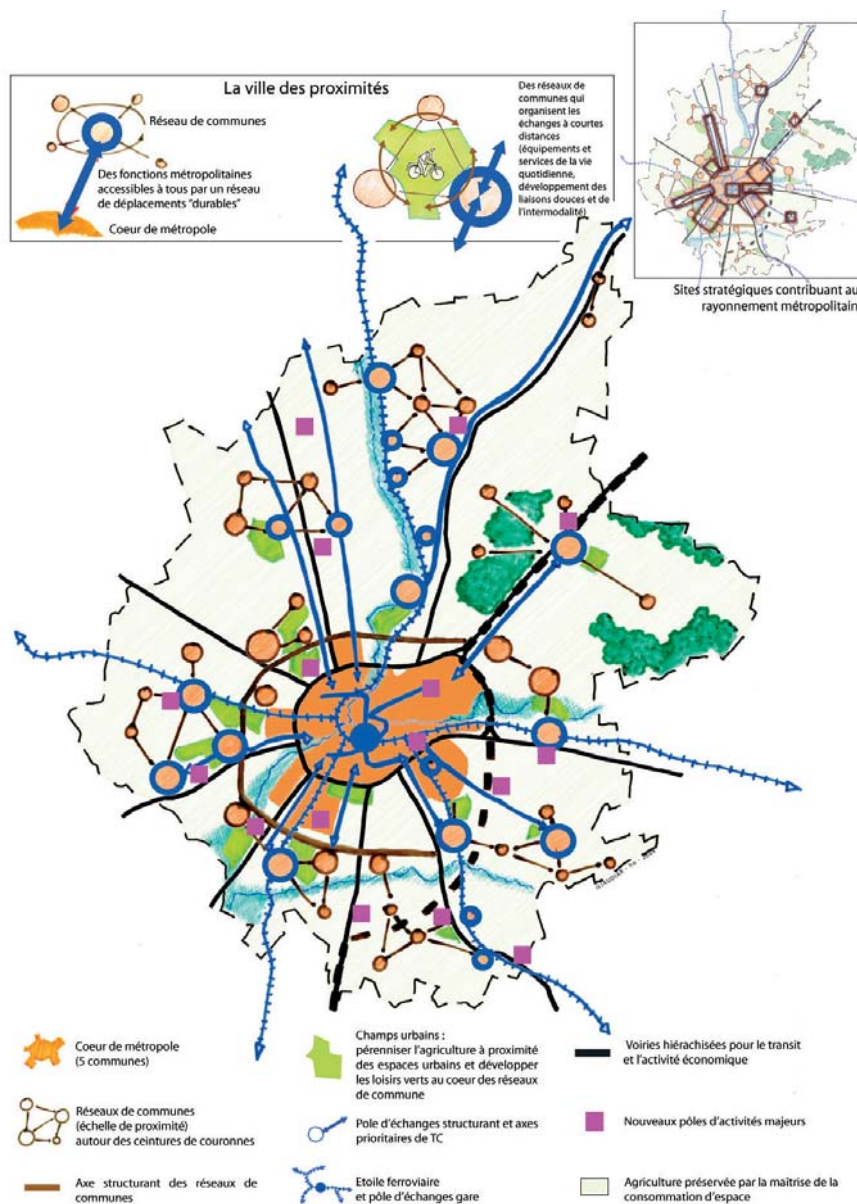 La ville des proximités
Réseau de communes
Des fonctions métropolitaines
accessibles à tous par un réseau
de déplacements "durables"
Coeur de métropole
Des réseaux de
communes qui
organisent les
échanges à courtes
distances
(équipements et
services de la vie
quotidienne,
développement des
liaisons douces et de
l'intermodalité)
Sites stratégiques contribuant au
rayonnement métropolitain
Coeur de métropole
(5 communes)
Réseaux de communes
(échelle de proximité)
autour des ceintures de couronnes
Axe structurant des réseaux de
communes
Champs urbains :
pérenniser l'agriculture à proximité
des espaces urbains et développer
les loisirs verts au coeur des réseaux
de commune
Pole d'échanges structurant et axes
prioritaires de TC
Etoile ferroviaire
et pôle d'échanges gare
Voiries hiérachisées pour le transit
et l'activité économique
Nouveaux pôles d'activités majeurs
Agriculture préservée par la maîtrise de la
consommation d'espace